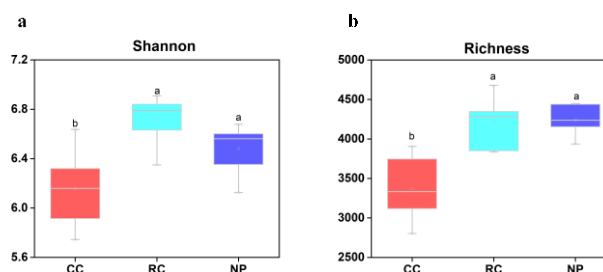 a
Shannon
7.2
6.8
6.4
6.0
5.6
b
a
a
CC
RC
NP
b
Richness
5000
4500
4000
3500
3000
2500
b
a
a
CC
RC
NP